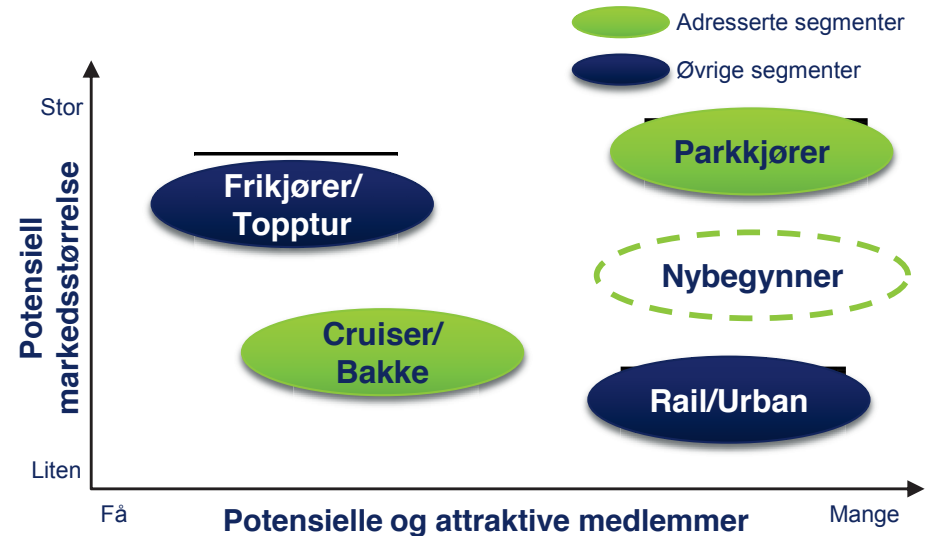 Adresserte segmenter
Øvrige segmenter
Stor
Parkkjører
Frikjører/
Topptur
Potensiell
markedsstørrelse
Nybegynner
Cruiser/
Bakke
Rail/Urban
Liten
Få
Potensielle og attraktive medlemmer
Mange